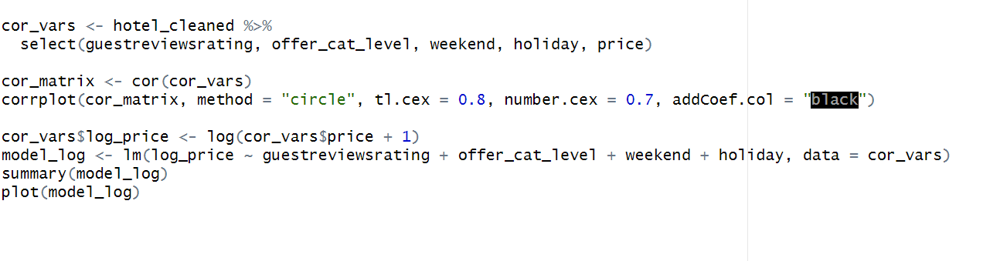 cor_vars <- hotel_cleaned %>%
  select(guestreviewsrating, offer_cat_level, weekend, holiday, price)
cor_matrix <- cor(cor_vars)
corrplot(cor_matrix, method = "circle", tl.cex = 0.8, number.cex = 0.7, addCoef.col = "black")
cor_vars$log_price <- log(cor_vars$price + 1)
model_log <- lm(log_price ~ guestreviewsrating + offer_cat_level + weekend + holiday, data = cor_vars)
summary(model_log)
plot(model_log)